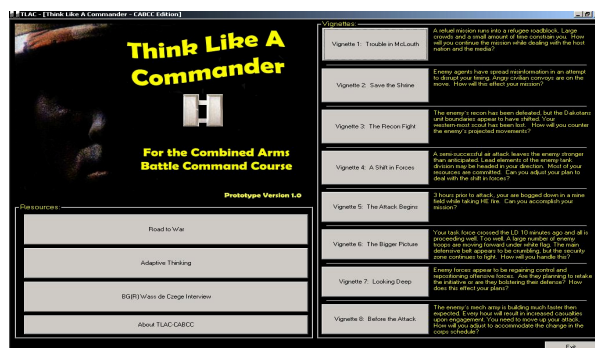 TLAC - [Think Like A Commander - CABCC Edition]
Think Like A
Commander
For the Combined Arms
Battle Command Course
Prototype Version 1.0
Resources:
Road to War
Adaptive Thinking
BG(R) Wass de Czege Interview
About TLAC-CABCC
Vignettes:
Vignette 1: Trouble in McLouth
A refuel mission runs into a refugee roadblock. Large
crowds and a small amount of time constrain you. How
will you continue the mission while dealing with the host
nation and the media?
Vignette 2: Save the Shrine
Enemy agents have spread misinformation in an attempt
to disrupt your timing. Angry civilian convoys are on the
move. How will this effect your mission?
Vignette 3: The Recon Fight
The enemy's recon has been defeated, but the Dakotans
unit boundaries appear to have shifted. Your
western-most scout has been lost. How will you counter
the enemy's projected movements?
Vignette 4: A Shift in Forces
A semi-successful air attack leaves the enemy stronger
than anticipated. Lead elements of the enemy tank
division may be headed in your direction. Most of your
resources are committed. Can you adjust your plan to
deal with the shift in forces?
Vignette 5: The Attack Begins
3 hours prior to attack, your are bogged down in a mine
field while taking HE fire. Can you accomplish your
mission?
Vignette 6: The Bigger Picture
Your task force crossed the LD 10 minutes ago and all is
proceeding well. Too well. A large number of enemy
troops are moving forward under white flag. The main
defensive belt appears to be crumbling, but the security
zone continues to fight. How will you handle this?
Vignette 7: Looking Deep
Enemy forces appear to be regaining control and
repositioning offensive forces. Are they planning to retake
the initiative or are they bolstering their defense? How
does this effect your plans?
Vignette 8: Before the Attack
The enemy's mech army is building much faster then
expected. Every hour will result in increased casualties
upon engagement. You need to move up your attack.
How will you adjust to accommodate the change in the
corps schedule?
Exit